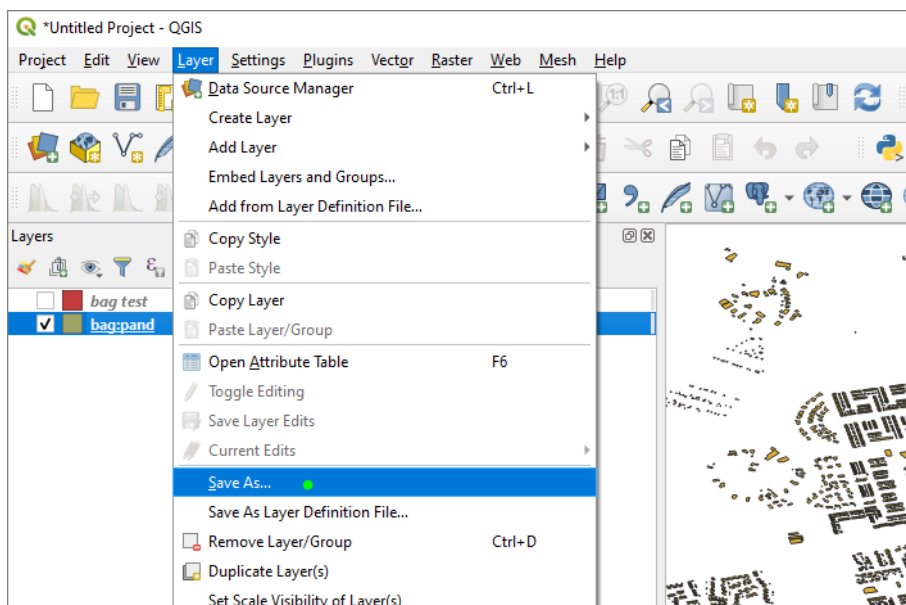 *Untitled Project - QGIS
Project Edit View Layer Settings Plugins Vector Raster Web Mesh Help
Data Source Manager Ctrl+L
Create Layer
Add Layer
Embed Layers and Groups...
Add from Layer Definition File...
Layers
Copy Style
Paste Style
bag test
Copy Layer
bag:pand
Paste Layer/Group
Open Attribute Table F6
Toggle Editing
Save Layer Edits
Current Edits
Save As...
Save As Layer Definition File...
Remove Layer/Group Ctrl+D
Duplicate Layer(s)
Set Scale Visibility of Layer(s)